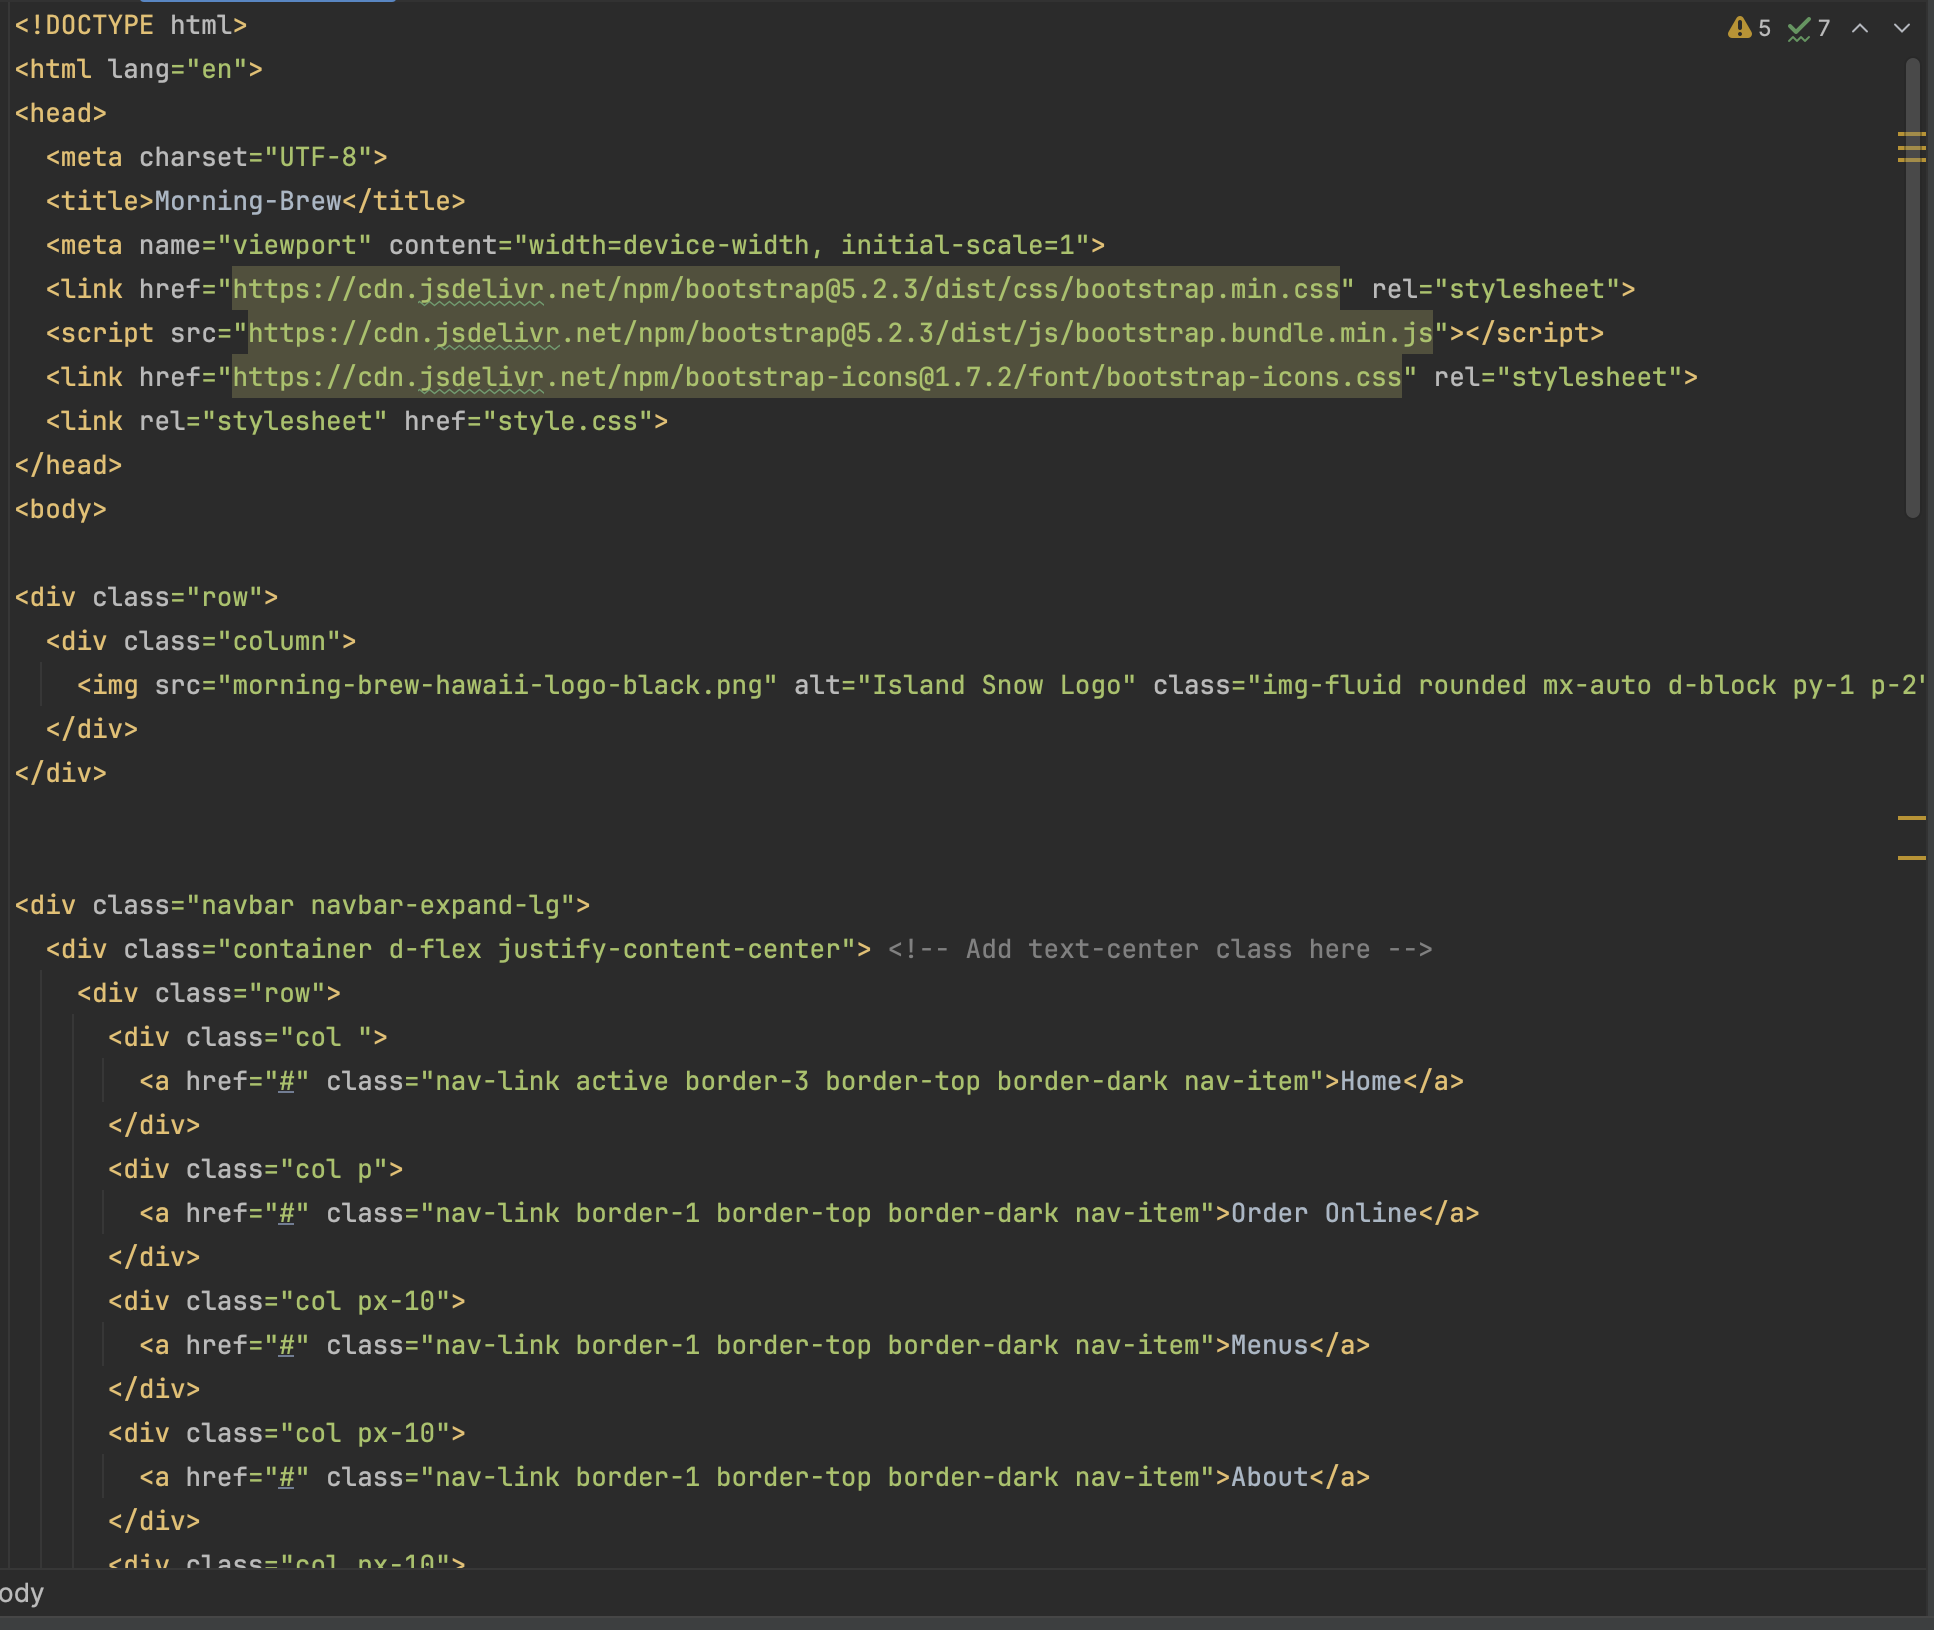 <!DOCTYPE html>
5 7
<html lang="en">
<head>
<meta charset="UTF-8">
<title>Morning-Brew</title>
<meta name="viewport" content="width=device-width, initial-scale=1">
<link href="https://cdn.jsdelivr.net/npm/bootstrap@5.2.3/dist/css/bootstrap.min.css" rel="stylesheet">
<script src="https://cdn.jsdelivr.net/npm/bootstrap@5.2.3/dist/js/bootstrap.bundle.min.js"></script>
<link href="https://cdn.jsdelivr.net/npm/bootstrap-icons@1.7.2/font/bootstrap-icons.css" rel="stylesheet">
<link rel="stylesheet" href="style.css">
</head>
<body>
<div class="row">
<div class="column">
<img src="morning-brew-hawaii-logo-black.png" alt="Island Snow Logo" class="img-fluid rounded mx-auto d-block py-1 p-2"
</div>
</div>
<div class="navbar navbar-expand-lg">
<div class="container d-flex justify-content-center"> <!-- Add text-center class here -->
<div class="row">
<div class="col ">
<a href="#" class="nav-link active border-3 border-top border-dark nav-item">Home</a>
</div>
<div class="col p">
<a href="#" class="nav-link border-1 border-top border-dark nav-item">Order Online</a>
</div>
<div class="col px-10">
<a href="#" class="nav-link border-1 border-top border-dark nav-item">Menus</a>
</div>
<div class="col px-10">
<a href="#" class="nav-link border-1 border-top border-dark nav-item">About</a>
</div>
<div class="col px-10">
ody